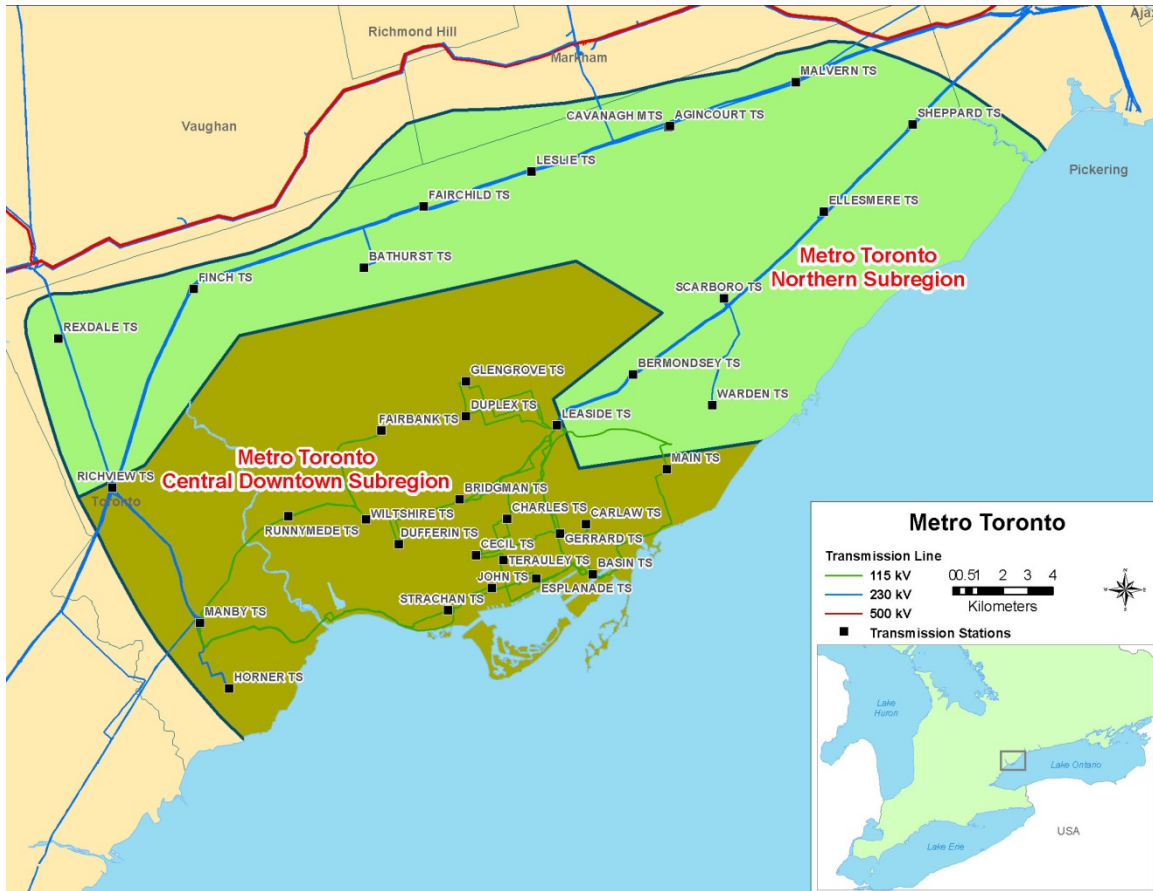 Ajax
Richmond Hill
Markham
MALVERN TS
Vaughan
CAVANAGH MTS
AGINCOURT TS
SHEPPARD TS
LESLIE TS
Pickering
FAIRCHILD TS
ELLESMERE TS
BATHURST TS
Metro Toronto
Northern Subregion
FINCH TS
SCARBORO TS
REXDALE TS
GLENGROVE TS
BERMONDSEY TS
WARDEN TS
DUPLEX TS
FAIRBANK TS
LEASIDE TS
Metro Toronto
Central Downtown Subregion
MAIN TS
RICHVIEW TS
Toronto
BRIDGMAN TS
RUNNYMEDE TS
WILTSHIRE TS
CHARLES TS
CARLAW TS
DUFFERIN TS
GERRARD TS
CECIL TS
TERAULEY TS
BASIN TS
JOHN TS
ESPLANADE TS
STRACHAN TS
MANBY TS
HORNER TS
Metro Toronto
Transmission Line
115 kV
230 kV
500 kV
Transmission Stations
0 0.5 1 2 3 4
Kilometers
N
W E
S
Lake
Huron
Lake Ontario
USA
Lake Erie